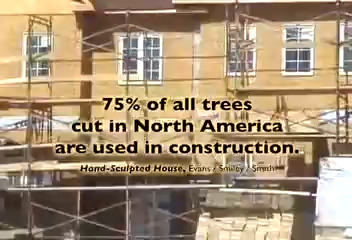 75% of all trees
cut in North America
are used in construction.
Hand-Sculpted House, Evans / Smiley / Smith